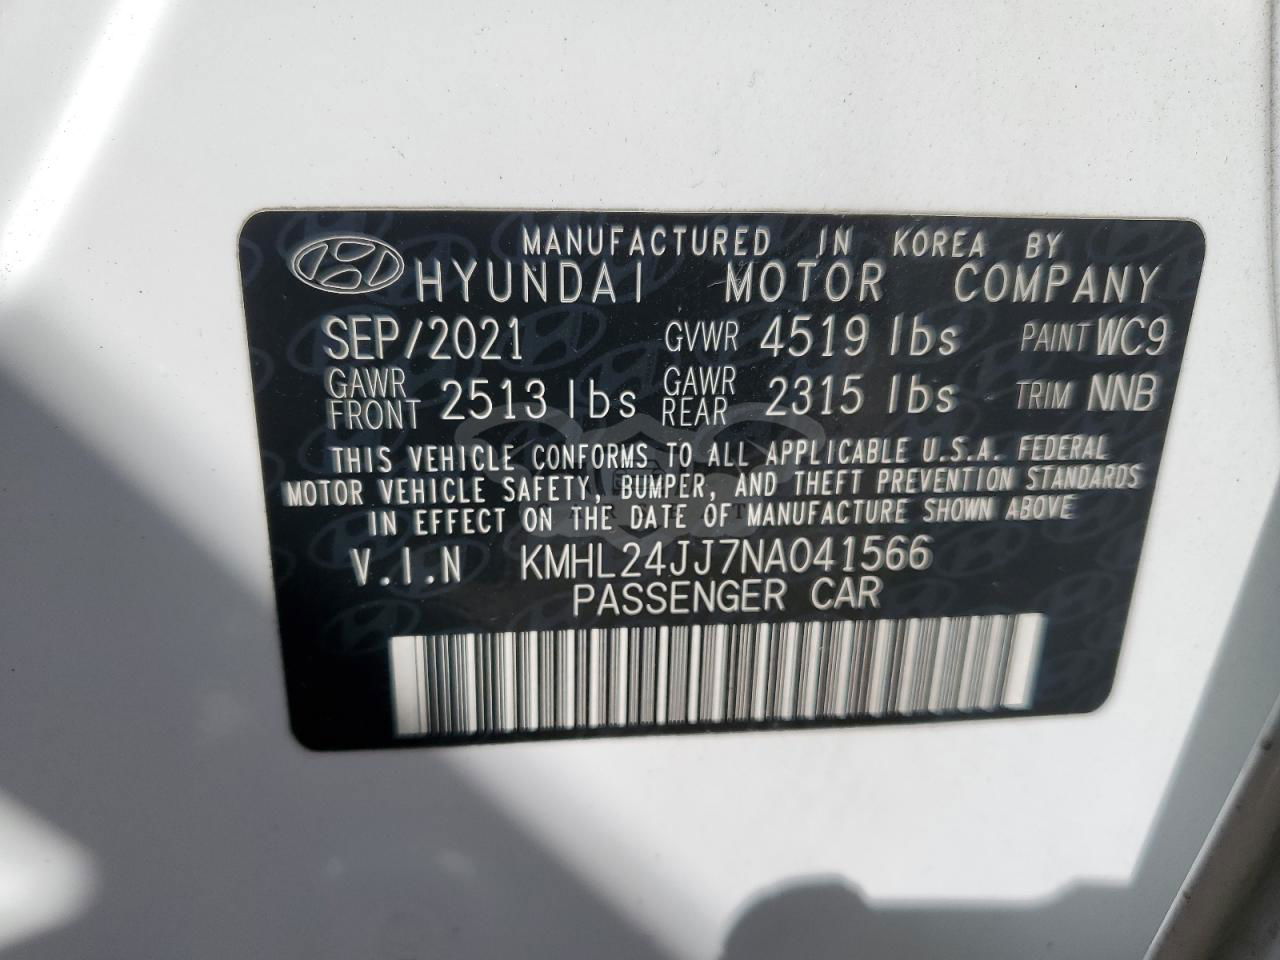 MANUFACTURED IN KOREA BY
HYUNDAI MOTOR COMPANY
SEP/2021 GVWR 4519 lbs PAINT WC9
GAWR FRONT 2513 lbs GAWR REAR 2315 lbs TRIM NNB
THIS VEHICLE CONFORMS TO ALL APPLICABLE U.S.A. FEDERAL
MOTOR VEHICLE SAFETY, BUMPER, AND THEFT PREVENTION STANDARDS
IN EFFECT ON THE DATE OF MANUFACTURE SHOWN ABOVE
V.I.N KMHL24JJ7NA041566
PASSENGER CAR